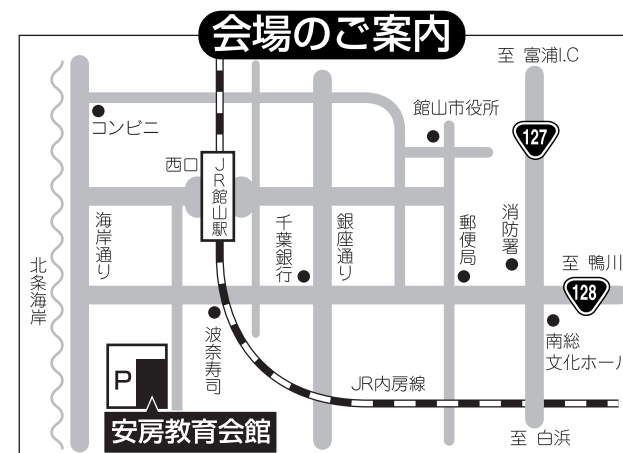 会場のご案内
至 富浦I.C
コンビニ
館山市役所
127
西口
JR館山駅
海岸通り
千葉銀行
銀座通り
郵便局
消防署
北条海岸
至 鴨川
128
波奈寿司
南総
文化ホール
P
JR内房線
安房教育会館
至 白浜